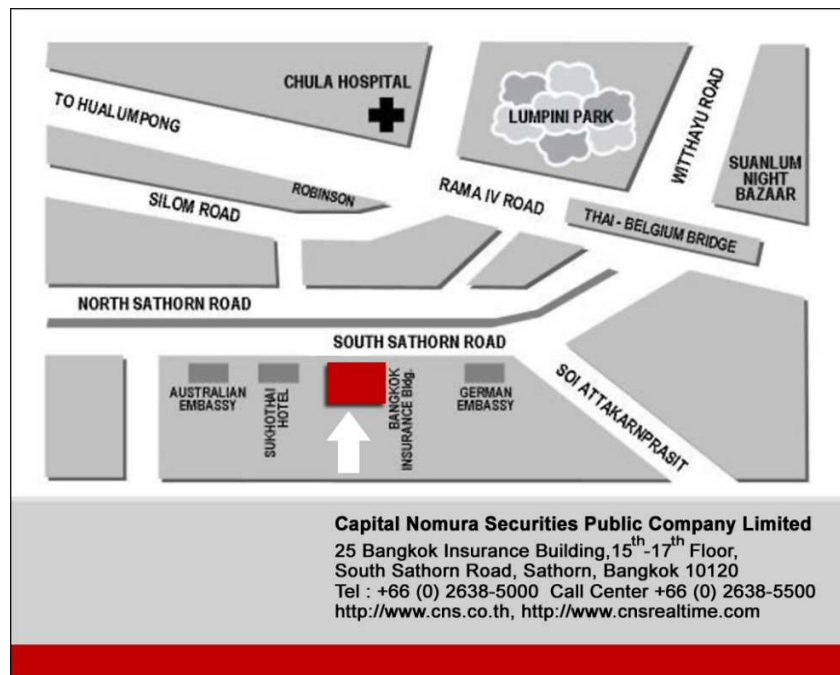 CHULA HOSPITAL
TO HUALUMPONG
LUMPINI PARK
WITTHAYU ROAD
SUANLUM
NIGHT
BAZAAR
ROBINSON
SILOM ROAD
RAMA IV ROAD
THAI - BELGIUM BRIDGE
NORTH SATHORN ROAD
SOUTH SATHORN ROAD
AUSTRALIAN
EMBASSY
SUKHOTHAI
HOTEL
BANGKOK
INSURANCE Bldg.
GERMAN
EMBASSY
SOI ATTAKARNPRASIT
Capital Nomura Securities Public Company Limited
25 Bangkok Insurance Building,15th-17th Floor,
South Sathorn Road, Sathorn, Bangkok 10120
Tel : +66 (0) 2638-5000 Call Center +66 (0) 2638-5500
http://www.cns.co.th, http://www.cnsrealtime.com